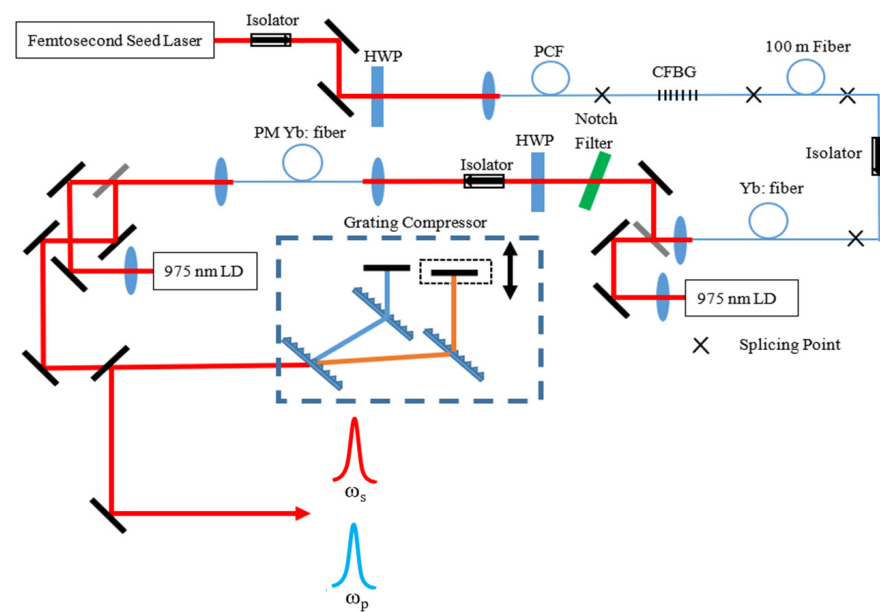 Isolator
Femtosecond Seed Laser
HWP
PCF
CFBG
100 m Fiber
Notch
Filter
PM Yb: fiber
Isolator
HWP
Isolator
Yb: fiber
Grating Compressor
975 nm LD
975 nm LD
Splicing Point
ωs
ωp